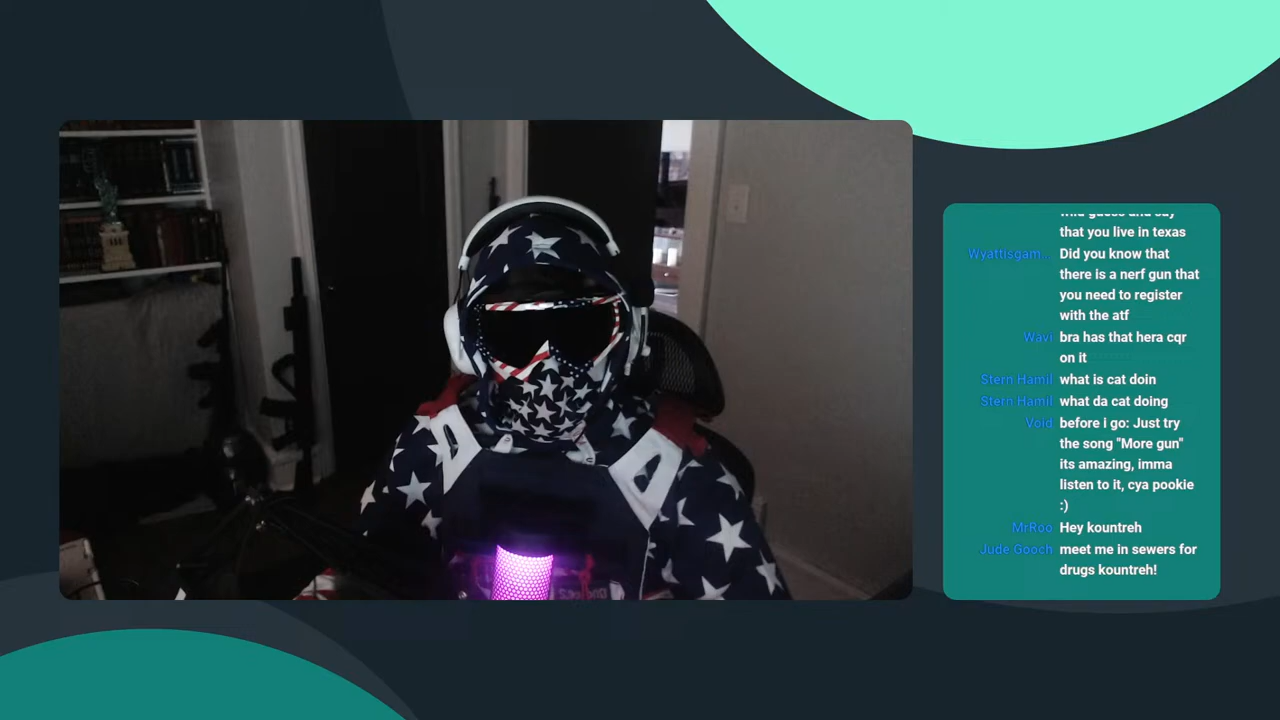 that you live in texas
Wyattisgam... Did you know that
there is a nerf gun that
you need to register
with the atf
Wavi bra has that hera cqr
on it
Stern Hamil what is cat doin
Stern Hamil what da cat doing
Void before i go: Just try
the song "More gun"
its amazing, imma
listen to it, cya pookie
:)
MrRoo Hey kountreh
Jude Gooch meet me in sewers for
drugs kountreh!